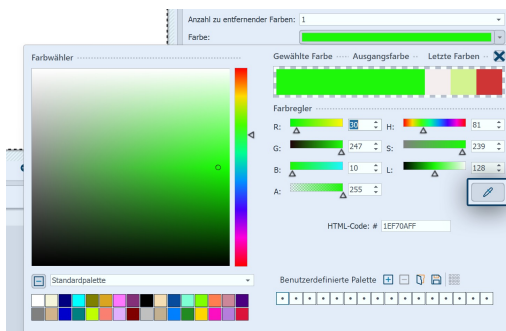 Anzahl zu entfernender Farben: 1
Farbe:
Farbwähler
Gewählte Farbe Ausgangsfarbe Letzte Farben
Farbregler
R: 30 H: 81
G: 247 S: 239
B: 10 L: 128
A: 255
HTML-Code: # 1EF70AFF
Standardpalette
Benutzerdefinierte Palette